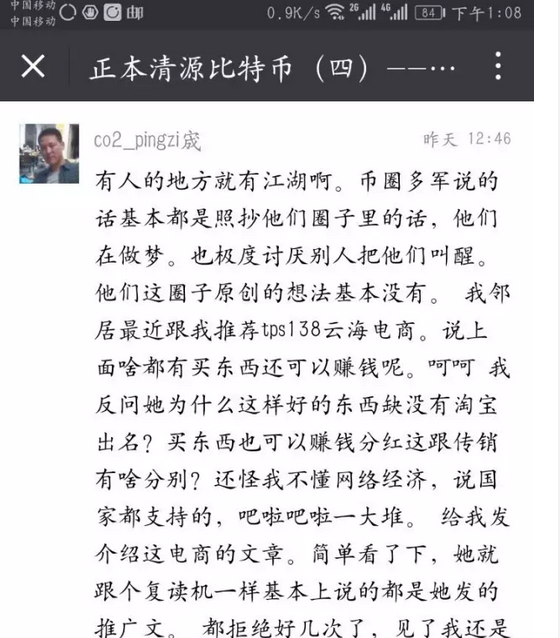 中国移动
中国移动
邮
0.9K/s
2G
4G
84
下午1:08
正本清源比特币（四）——…
co2_pingzi宬
昨天 12:46
有人的地方就有江湖啊。币圈多军说的
话基本都是照抄他们圈子里的话，他们
在做梦。也极度讨厌别人把他们叫醒。
他们这圈子原创的想法基本没有。 我邻
居最近跟我推荐tps138云海电商。说上
面啥都有买东西还可以赚钱呢。呵呵 我
反问她为什么这样好的东西缺没有淘宝
出名？买东西也可以赚钱分红这跟传销
有啥分别？还怪我不懂网络经济，说国
家都支持的，吧啦吧啦一大堆。 给我发
介绍这电商的文章。简单看了下，她就
跟个复读机一样基本上说的都是她发的
推广文。 都拒绝好几次了，见了我还是